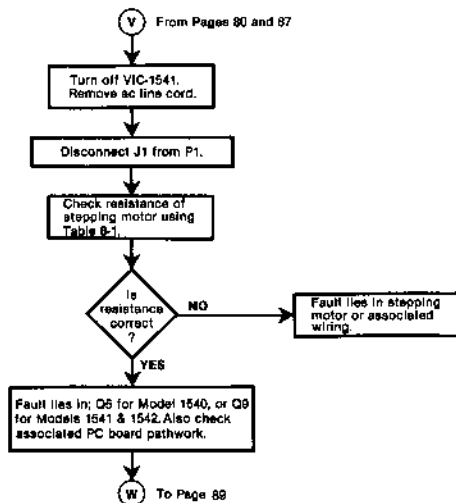 V
From Pages 80 and 87
Turn off VIC-1541.
Remove ac line cord.
Disconnect J1 from P1.
Check resistance of
stepping motor using
Table 6-1.
Is
resistance
correct
?
NO
Fault lies in stepping
motor or associated
wiring.
YES
Fault lies in; Q5 for Model 1540, or Q9
for Models 1541 & 1542. Also check
associated PC board pathwork.
W
To Page 89